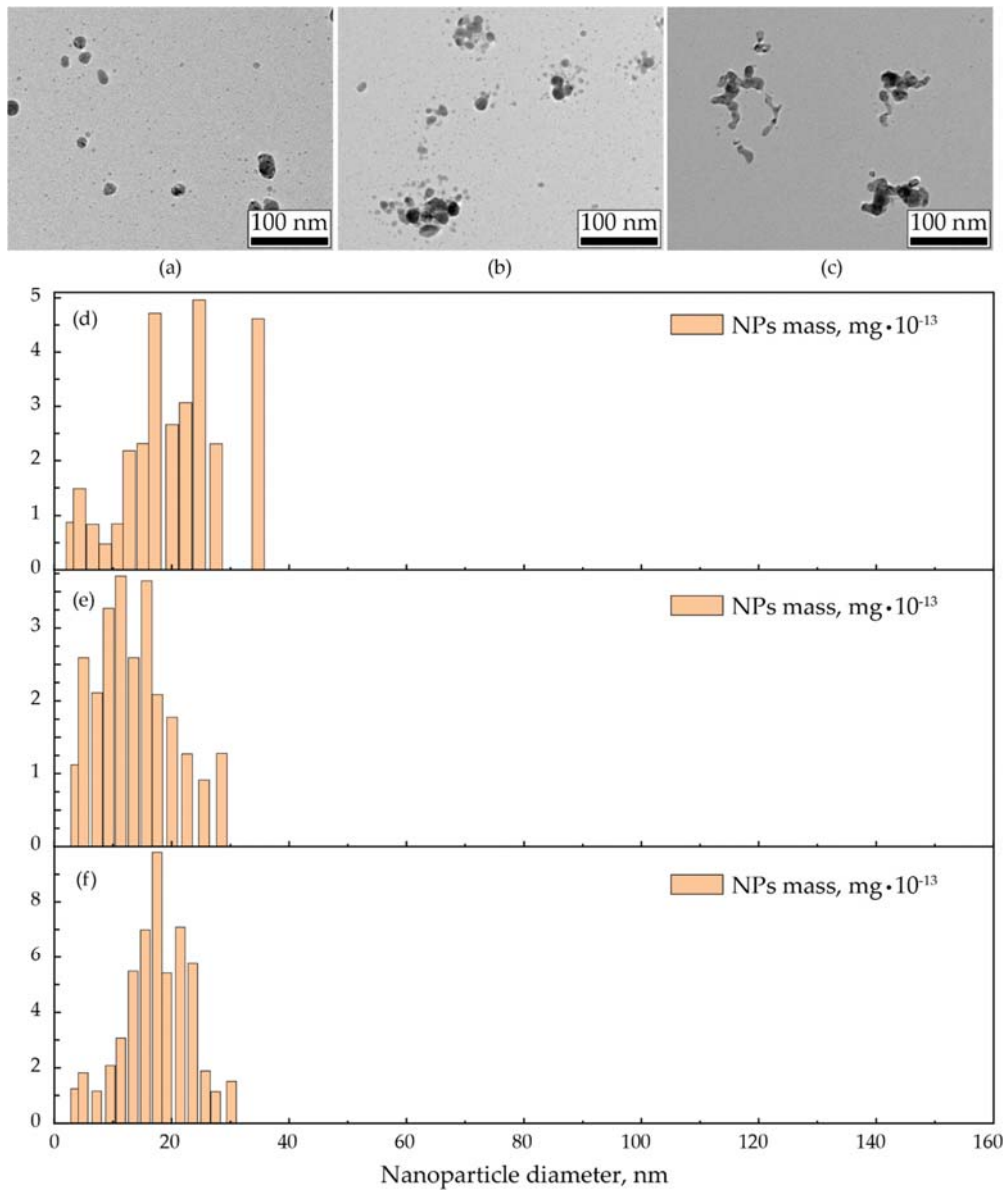 100 nm
100 nm
100 nm
(a)
(b)
(c)
5
(d)
NPs mass, mg•10⁻¹³
4
3
2
1
0
(e)
NPs mass, mg•10⁻¹³
3
2
1
0
(f)
NPs mass, mg•10⁻¹³
8
6
4
2
0
0 20 40 60 80 100 120 140 160
Nanoparticle diameter, nm